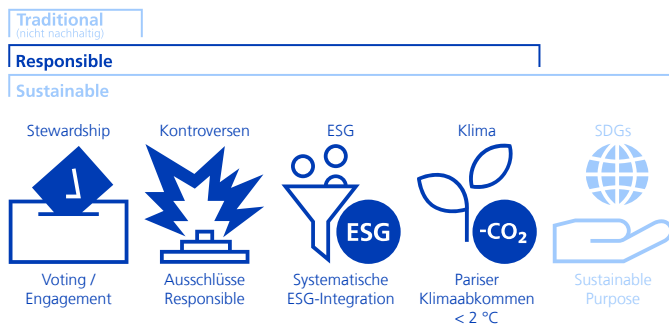 Traditional
(nicht nachhaltig)
Responsible
Sustainable
Stewardship
Kontroversen
ESG
Klima
SDGs
ESG
-CO₂
Voting /
Engagement
Ausschlüsse
Responsible
Systematische
ESG-Integration
Pariser
Klimaabkommen
< 2 °C
Sustainable
Purpose